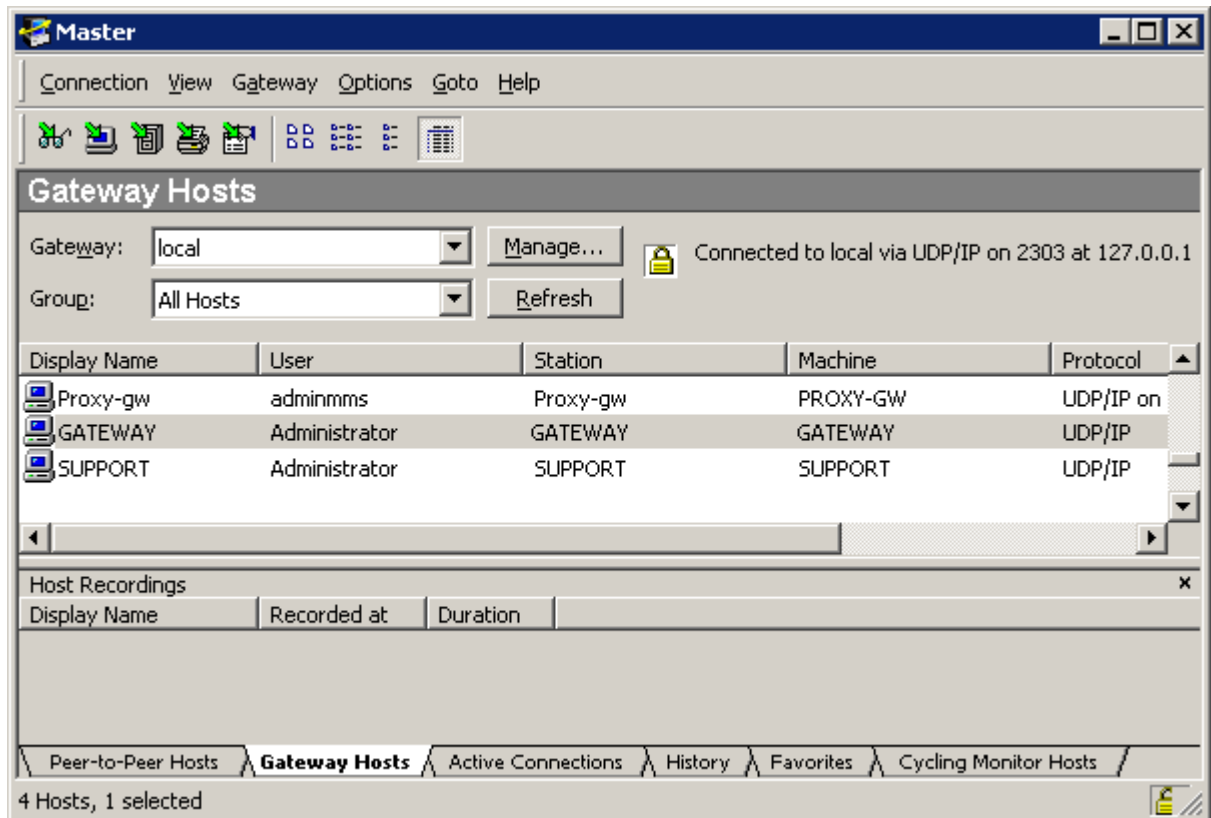 Master
Connection View Gateway Options Goto Help
Gateway Hosts
Gateway: local Manage... Connected to local via UDP/IP on 2303 at 127.0.0.1
Group: All Hosts Refresh
Display Name User Station Machine Protocol
Proxy-gw adminmms Proxy-gw PROXY-GW UDP/IP on
GATEWAY Administrator GATEWAY GATEWAY UDP/IP
SUPPORT Administrator SUPPORT SUPPORT UDP/IP
Host Recordings
Display Name Recorded at Duration
Peer-to-Peer Hosts Gateway Hosts Active Connections History Favorites Cycling Monitor Hosts
4 Hosts, 1 selected